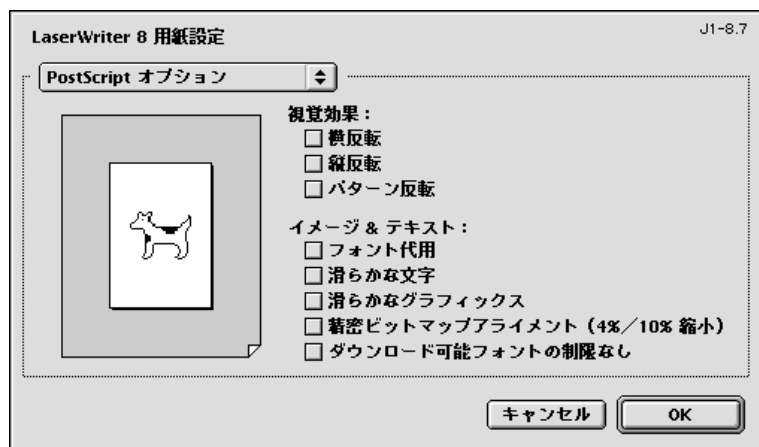 LaserWriter 8 用紙設定
J1-8.7
PostScript オプション
視覚効果：
横反転
縦反転
パターン反転
イメージ & テキスト：
フォント代用
滑らかな文字
滑らかなグラフィックス
精密ビットマップアライメント（4%／10% 縮小）
ダウンロード可能フォントの制限なし
キャンセル
OK